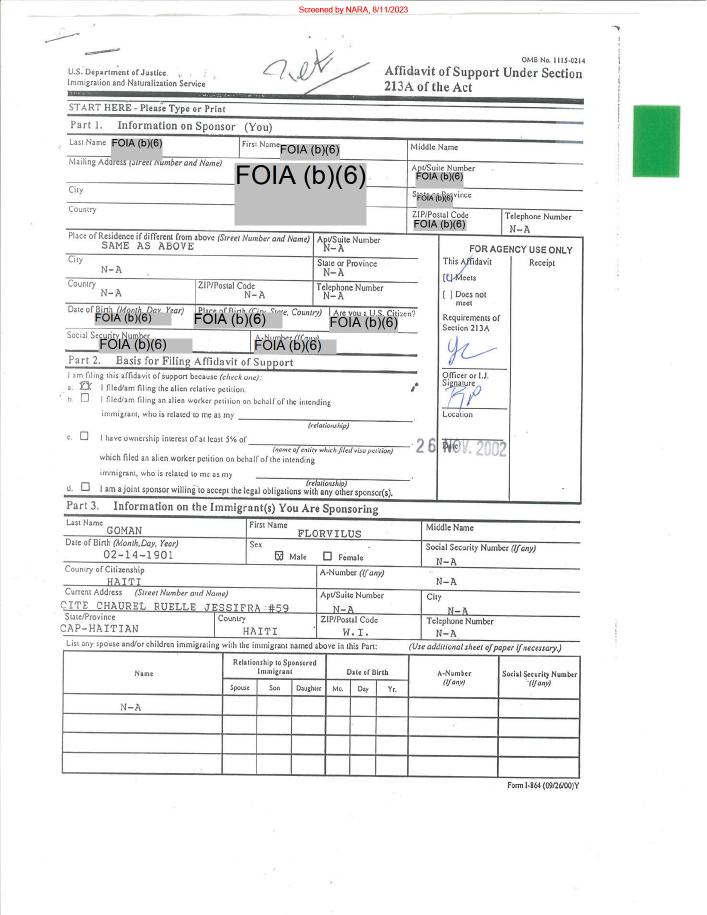 Screened by NARA, 8/11/2023
OMB No. 1115-0214
U.S. Department of Justice
Immigration and Naturalization Service
Affidavit of Support Under Section
213A of the Act
START HERE - Please Type or Print
Part 1. Information on Sponsor (You)
Last Name FOIA (b)(6) First Name FOIA (b)(6) Middle Name
Mailing Address (Street Number and Name) FOIA (b)(6) Apt/Suite Number
FOIA (b)(6)
City State or Province
FOIA (b)(6)
Country ZIP/Postal Code Telephone Number
FOIA (b)(6) N-A
Place of Residence if different from above (Street Number and Name) Apt/Suite Number
SAME AS ABOVE N-A
FOR AGENCY USE ONLY
City State or Province
N-A N-A
This Affidavit Receipt
[ ] Meets
[ ] Does not
meet
Requirements of
Section 213A
Officer or I.J.
Signature
Location
Date
26 NOV. 2002
Country ZIP/Postal Code Telephone Number
N-A N-A N-A
Date of Birth (Month, Day, Year) Place of Birth (City, State, Country) Are you a U.S. Citizen?
FOIA (b)(6) FOIA (b)(6) FOIA (b)(6)
Social Security Number A-Number (If any)
FOIA (b)(6) FOIA (b)(6)
Part 2. Basis for Filing Affidavit of Support
I am filing this affidavit of support because (check one):
a. X I filed/am filing the alien relative petition.
b. I filed/am filing an alien worker petition on behalf of the intending
immigrant, who is related to me as my
(relationship)
c. I have ownership interest of at least 5% of
(name of entity which filed visa petition)
which filed an alien worker petition on behalf of the intending
immigrant, who is related to me as my
(relationship)
d. I am a joint sponsor willing to accept the legal obligations with any other sponsor(s).
Part 3. Information on the Immigrant(s) You Are Sponsoring
Last Name First Name Middle Name
GOMAN FLORVILUS
Date of Birth (Month,Day, Year) Sex Social Security Number (If any)
02-14-1901 X Male Female N-A
Country of Citizenship A-Number (If any)
HAITI N-A
Current Address (Street Number and Name) Apt/Suite Number City
CITE CHAUREL RUELLE JESSIFRA #59 N-A N-A
State/Province Country ZIP/Postal Code Telephone Number
CAP-HAITIAN HAITI W.I. N-A
List any spouse and/or children immigrating with the immigrant named above in this Part: (Use additional sheet of paper if necessary.)
Name Relationship to Sponsored Immigrant Date of Birth A-Number (If any) Social Security Number (If any)
Spouse Son Daughter Mo. Day Yr.
N-A
Form I-864 (09/26/00)Y